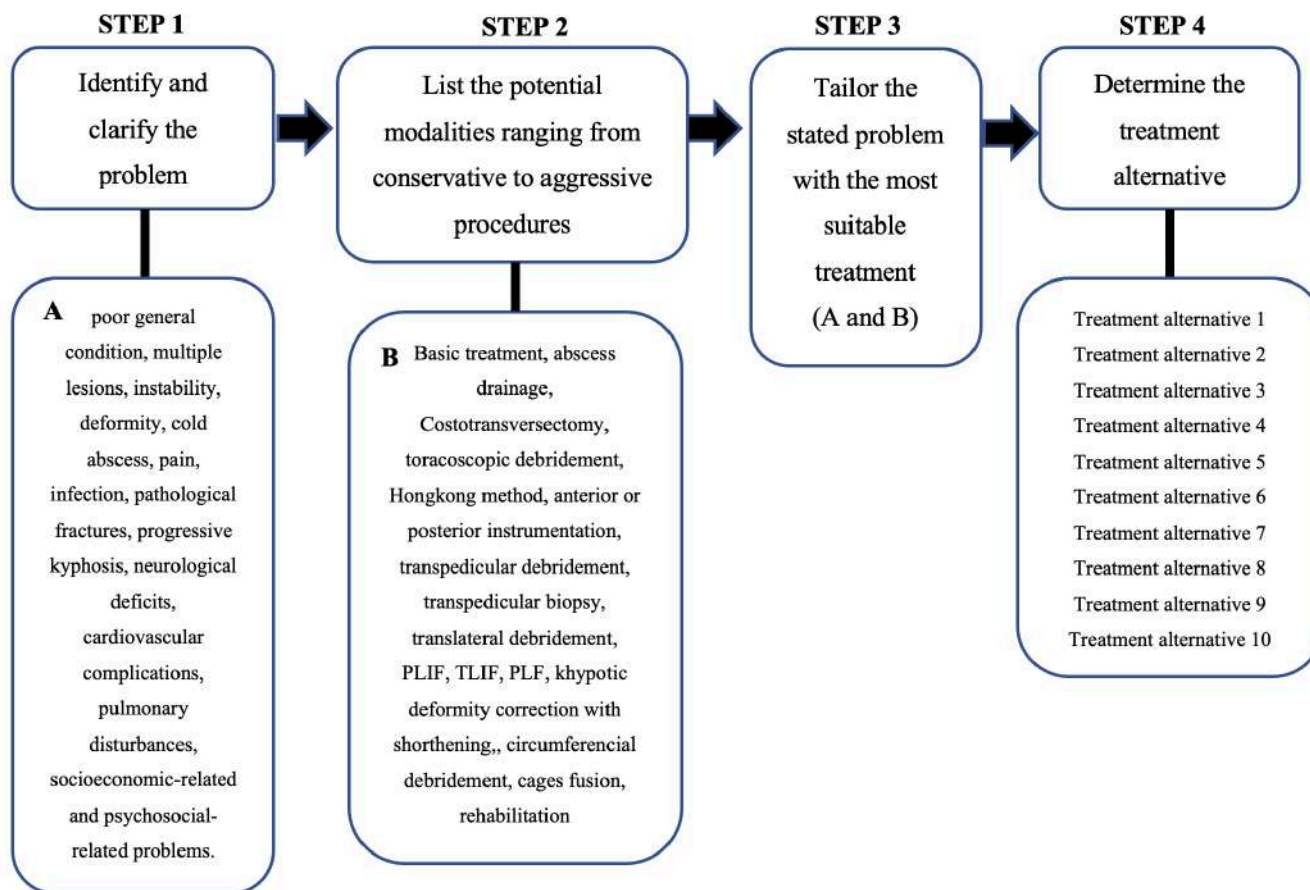 STEP 1
Identify and
clarify the
problem
A
poor general
condition, multiple
lesions, instability,
deformity, cold
abscess, pain,
infection, pathological
fractures, progressive
kyphosis, neurological
deficits,
cardiovascular
complications,
pulmonary
disturbances,
socioeconomic-related
and psychosocial-
related problems.
STEP 2
List the potential
modalities ranging from
conservative to aggressive
procedures
B
Basic treatment, abscess
drainage,
Costotransversectomy,
toracoscopic debridement,
Hongkong method, anterior or
posterior instrumentation,
transpedicular debridement,
transpedicular biopsy,
translateral debridement,
PLIF, TLIF, PLF, khypotic
deformity correction with
shorthening,, circumferencial
debridement, cages fusion,
rehabilitation
STEP 3
Tailor the
stated problem
with the most
suitable
treatment
(A and B)
STEP 4
Determine the
treatment
alternative
Treatment alternative 1
Treatment alternative 2
Treatment alternative 3
Treatment alternative 4
Treatment alternative 5
Treatment alternative 6
Treatment alternative 7
Treatment alternative 8
Treatment alternative 9
Treatment alternative 10